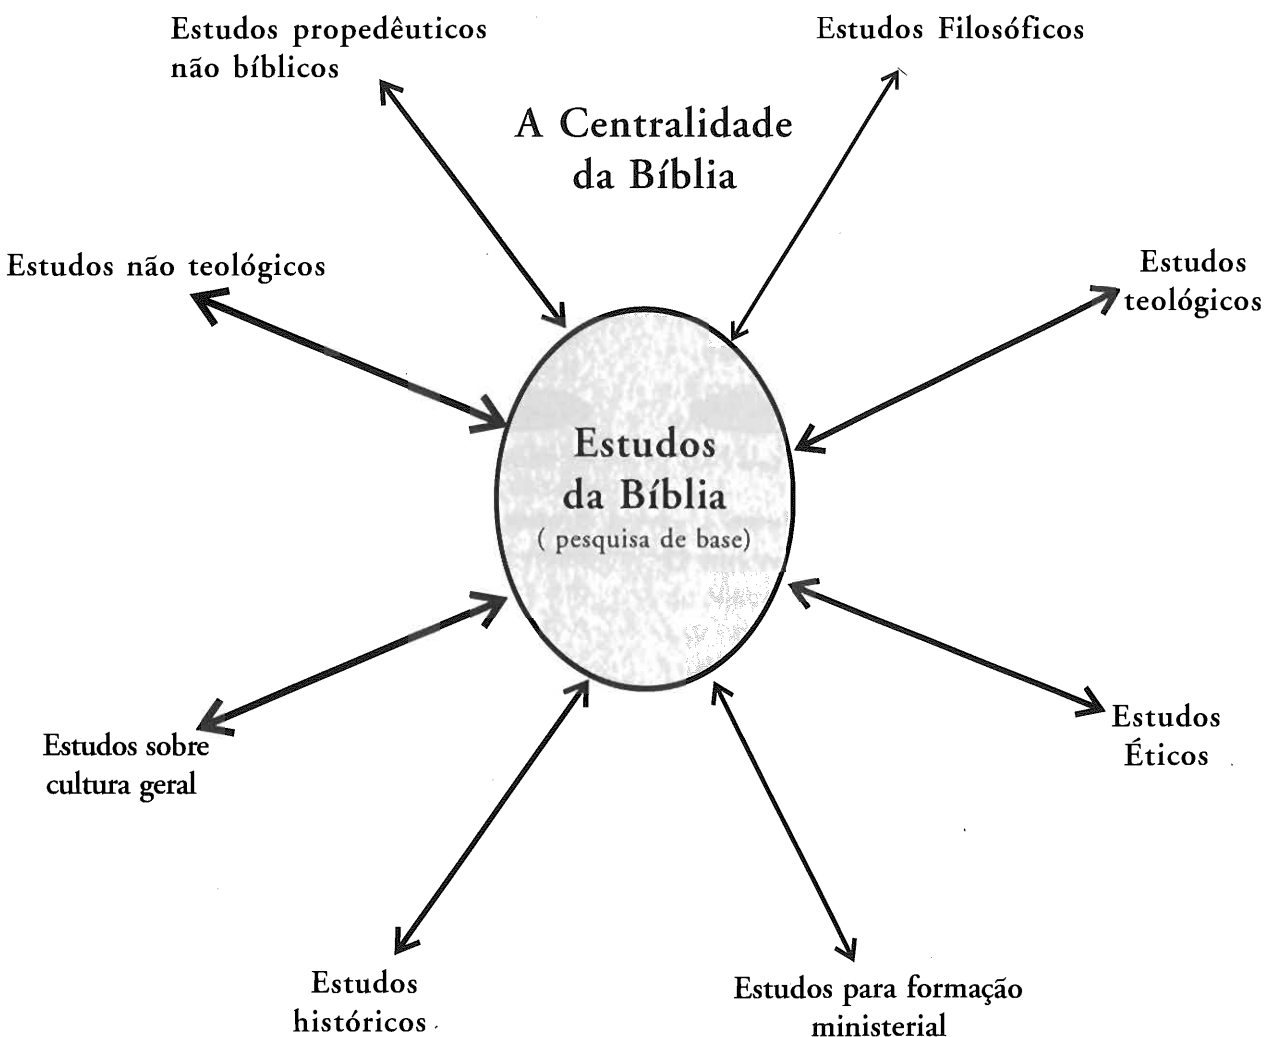 Estudos propedêuticos
não bíblicos
Estudos Filosóficos
A Centralidade
da Bíblia
Estudos não teológicos
Estudos
teológicos
Estudos
da Bíblia
( pesquisa de base)
Estudos sobre
cultura geral
Estudos
Éticos
Estudos
históricos
Estudos para formação
ministerial